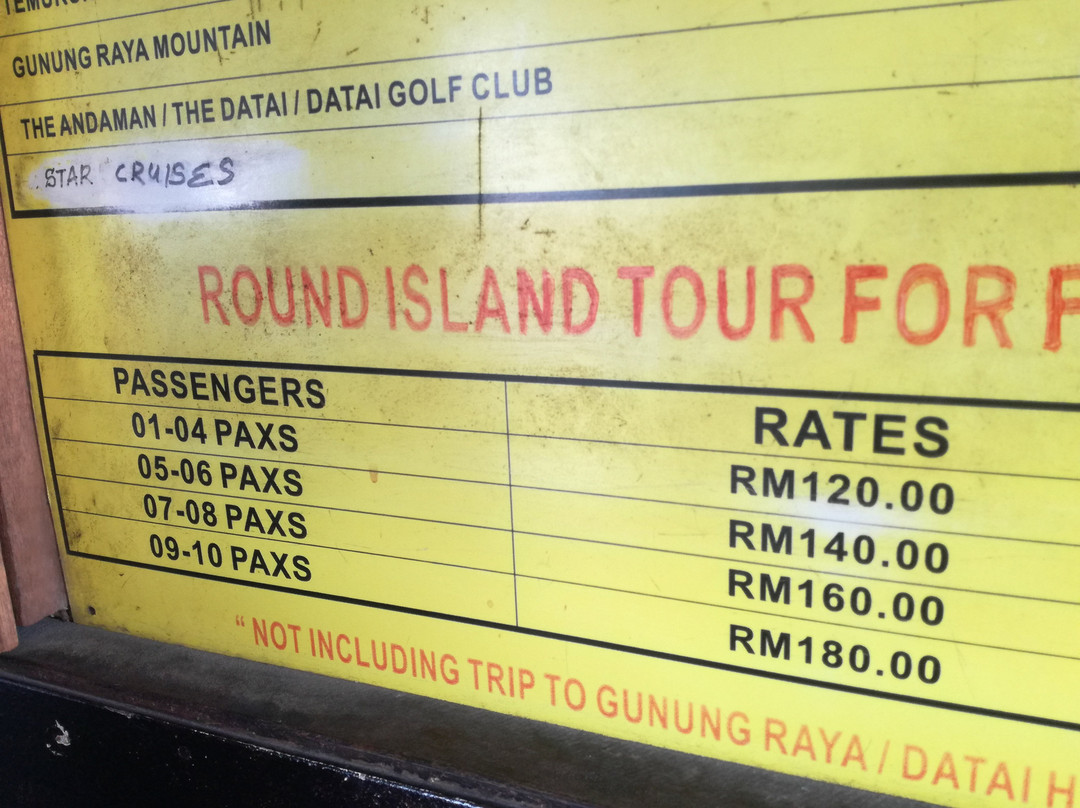 GUNUNG RAYA MOUNTAIN
THE ANDAMAN / THE DATAI / DATAI GOLF CLUB
STAR CRUISES
ROUND ISLAND TOUR FOR
PASSENGERS RATES
01-04 PAXS RM120.00
05-06 PAXS RM140.00
07-08 PAXS RM160.00
09-10 PAXS RM180.00
“ NOT INCLUDING TRIP TO GUNUNG RAYA / DATAI